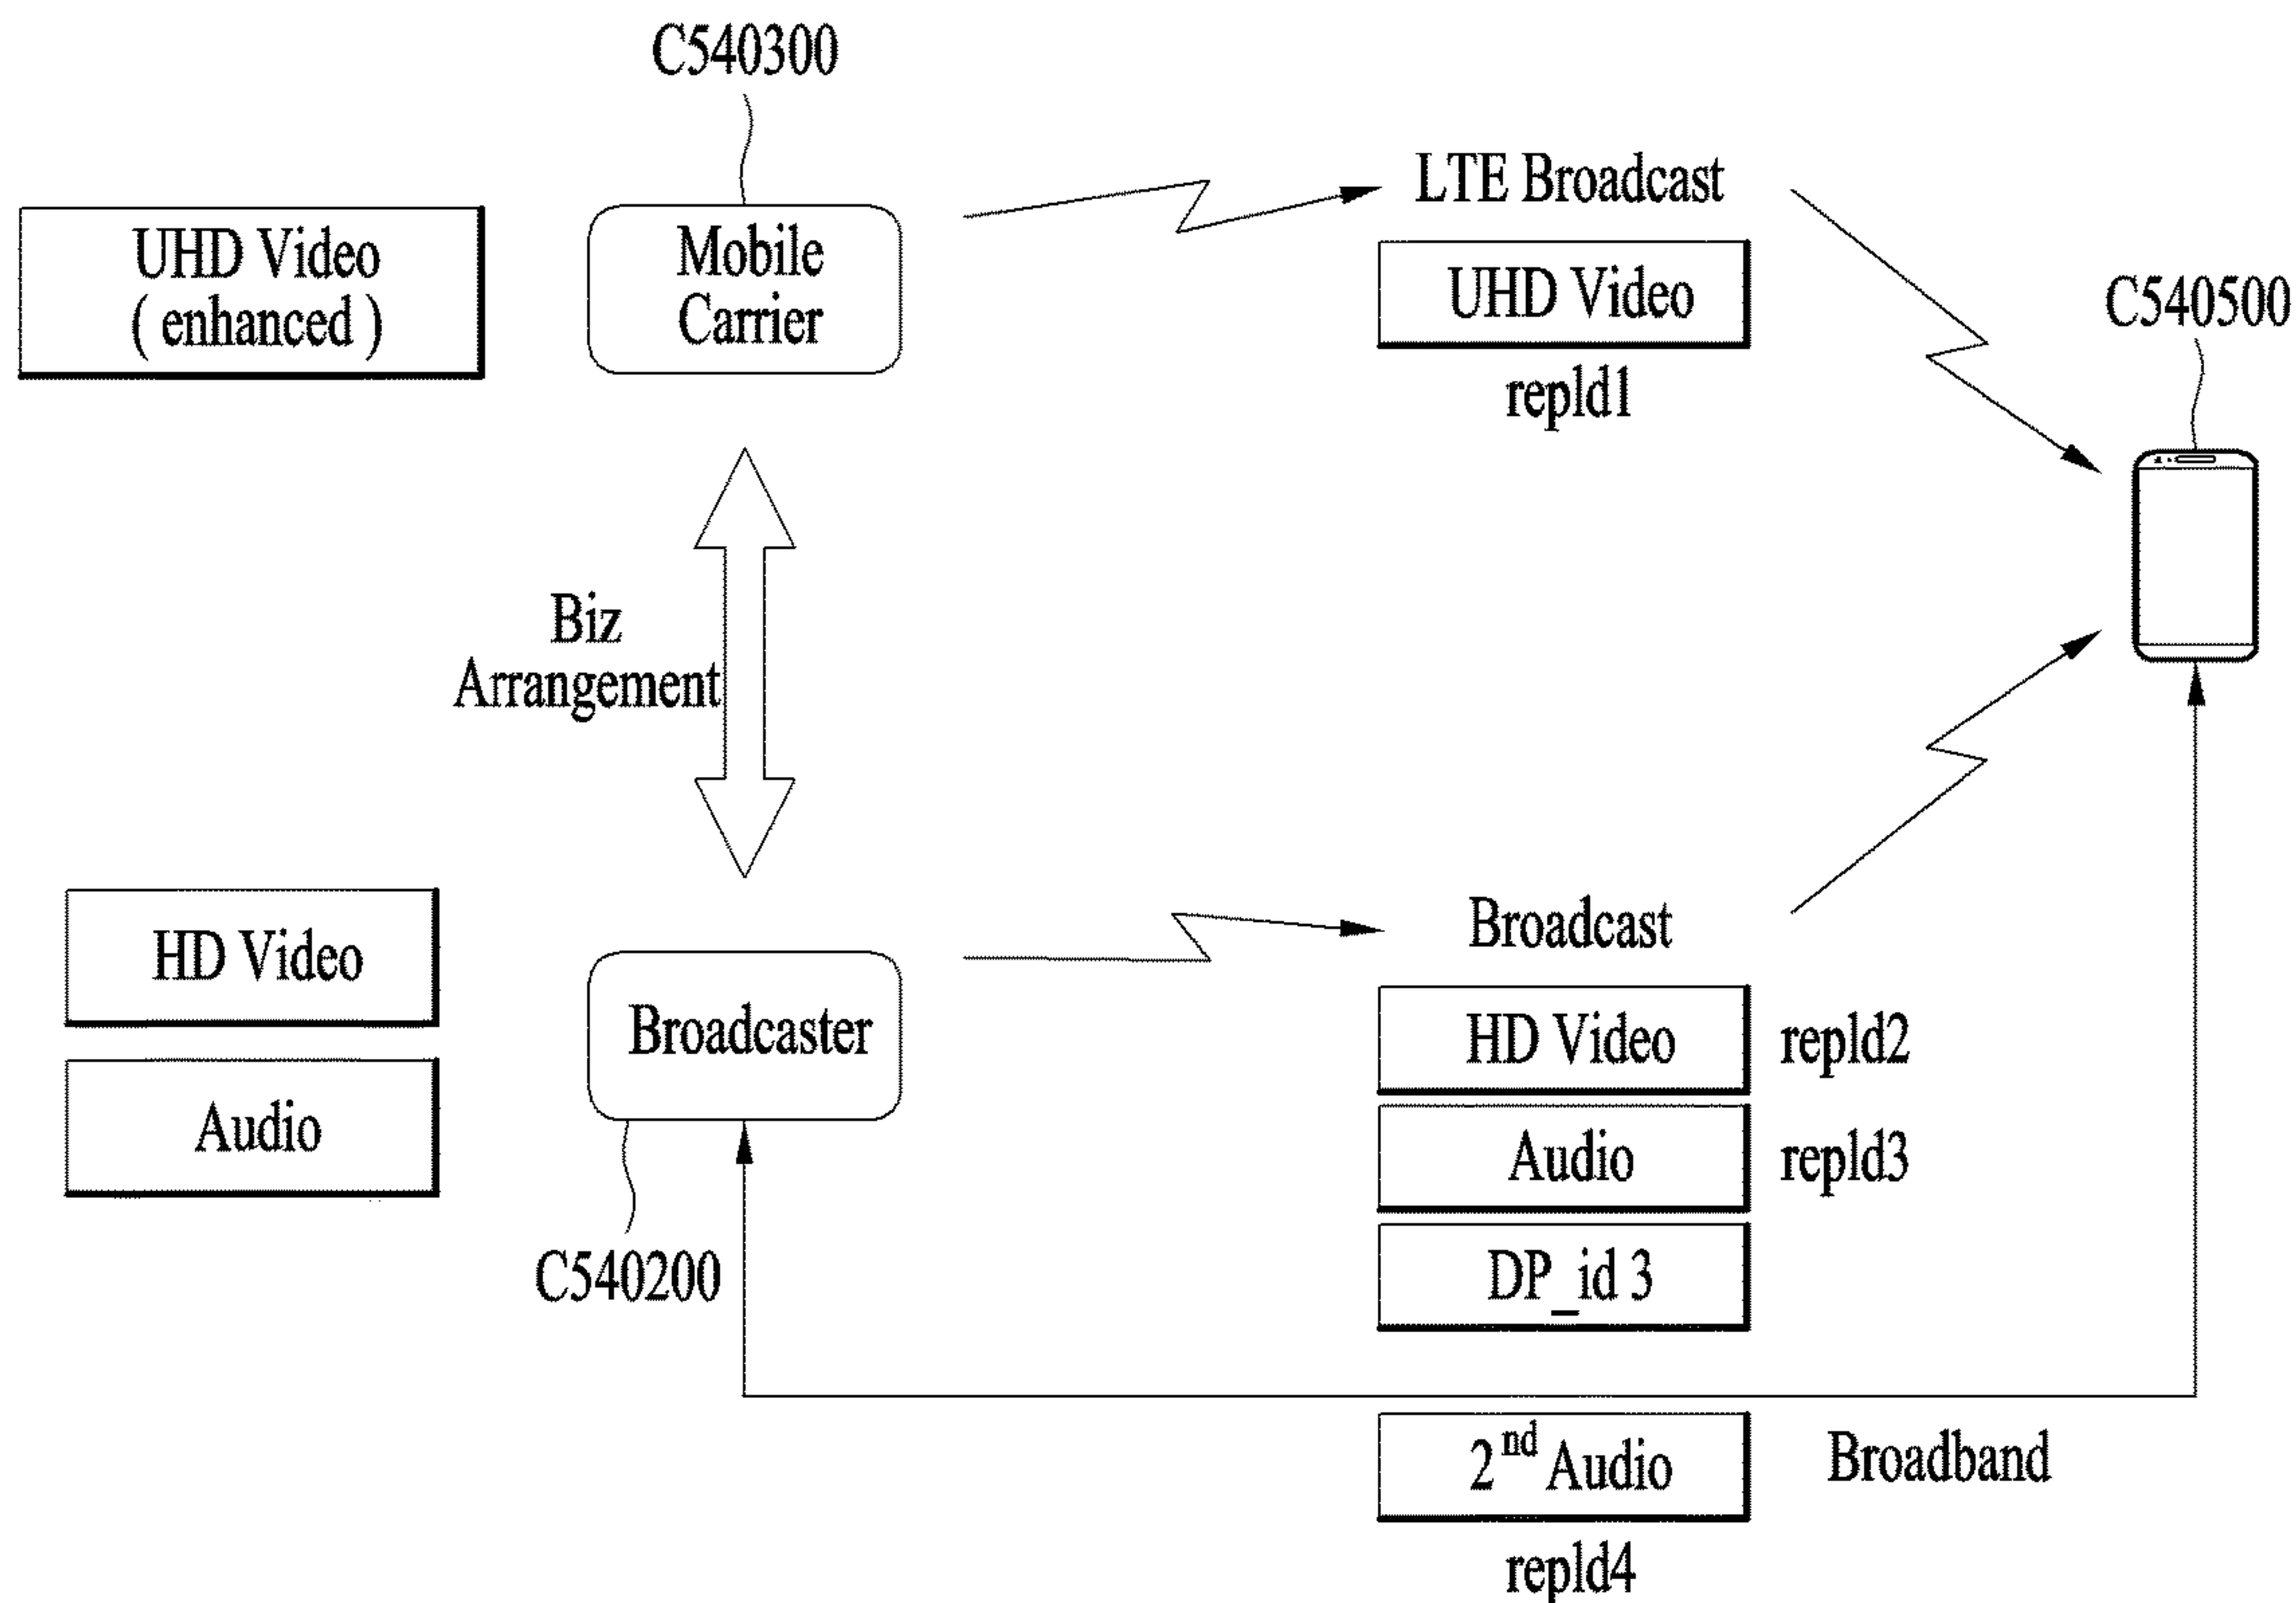 C540300
UHD Video
( enhanced )
Mobile
Carrier
LTE Broadcast
UHD Video
repId1
C540500
Biz
Arrangement
HD Video
Audio
Broadcaster
C540200
Broadcast
HD Video
repId2
Audio
repId3
DP_id 3
2nd Audio
Broadband
repId4